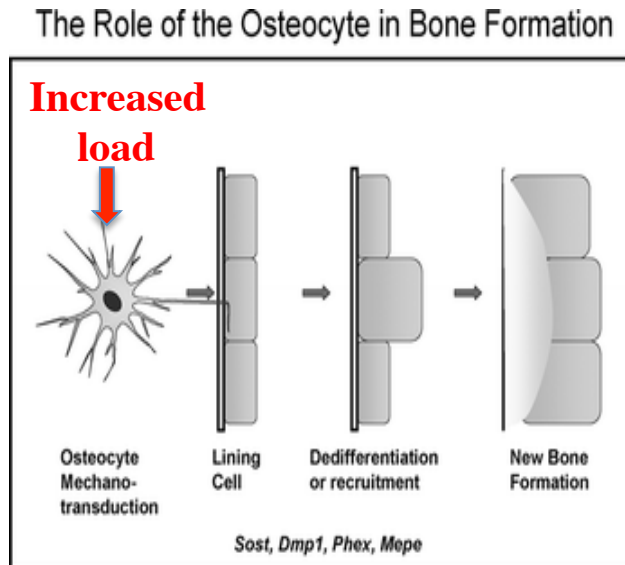 The Role of the Osteocyte in Bone Formation
Increased
load
Osteocyte
Mechano-
transduction
Lining
Cell
Dedifferentiation
or recruitment
New Bone
Formation
Sost, Dmp1, Phex, Mepe